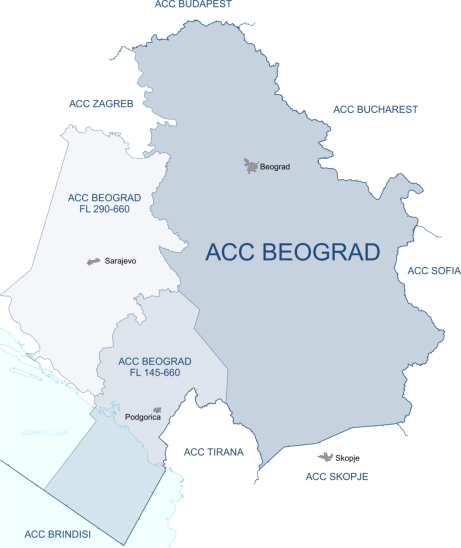 ACC BUDAPEST
ACC ZAGREB
ACC BUCHAREST
Beograd
ACC BEOGRAD
FL 290-660
ACC BEOGRAD
Sarajevo
ACC SOFIA
ACC BEOGRAD
FL 145-660
Podgorica
ADRIATIC SEA
ACC TIRANA
Skopje
ACC SKOPJE
ACC BRINDISI